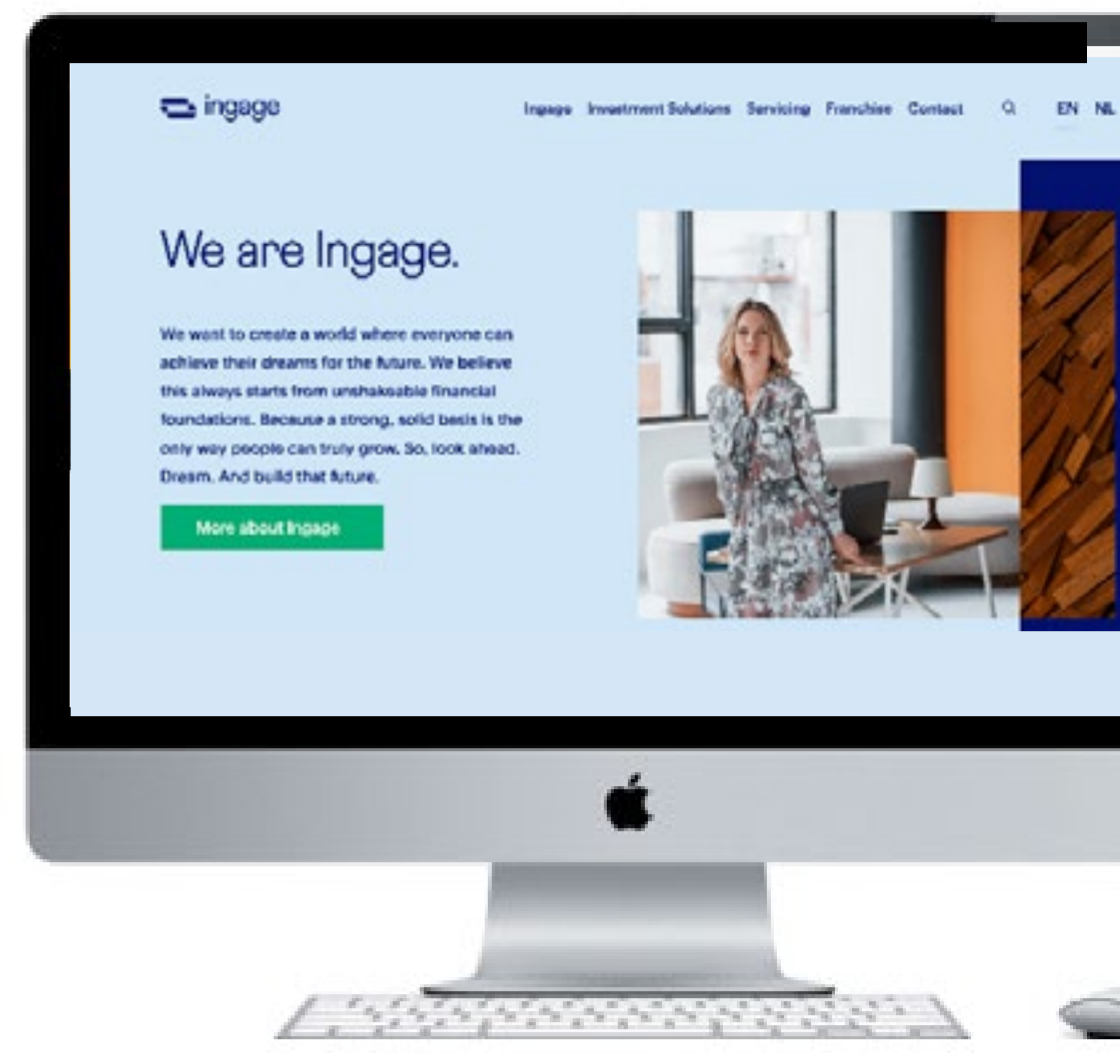 ingage
Ingage Investment Solutions Servicing Franchise Contact EN NL
We are Ingage.
We want to create a world where everyone can
achieve their dreams for the future. We believe
this always starts from unshakeable financial
foundations. Because a strong, solid basis is the
only way people can truly grow. So, look ahead.
Dream. And build that future.
More about Ingage